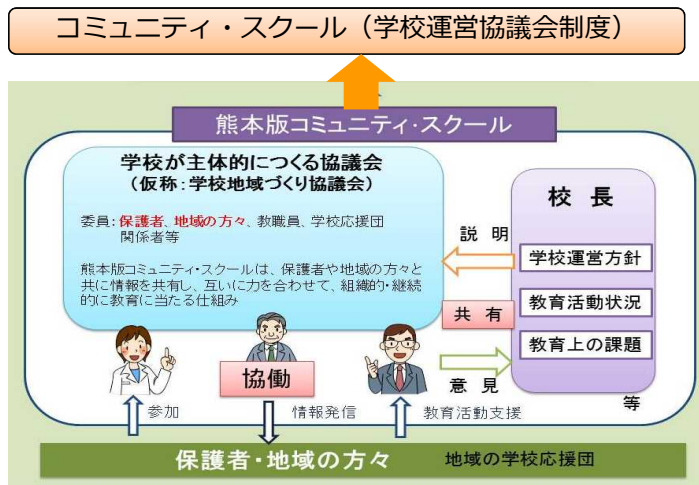 コミュニティ・スクール（学校運営協議会制度）
熊本版コミュニティ・スクール
学校が主体的につくる協議会
（仮称：学校地域づくり協議会）
委員：保護者、地域の方々、教職員、学校応援団
関係者等
熊本版コミュニティ・スクールは、保護者や地域の方々と
共に情報を共有し、互いに力を合わせて、組織的・継続
的に教育に当たる仕組み
校長
説明
学校運営方針
共有
教育活動状況
教育上の課題
意見
等
協働
参加
情報発信
教育活動支援
保護者・地域の方々
地域の学校応援団